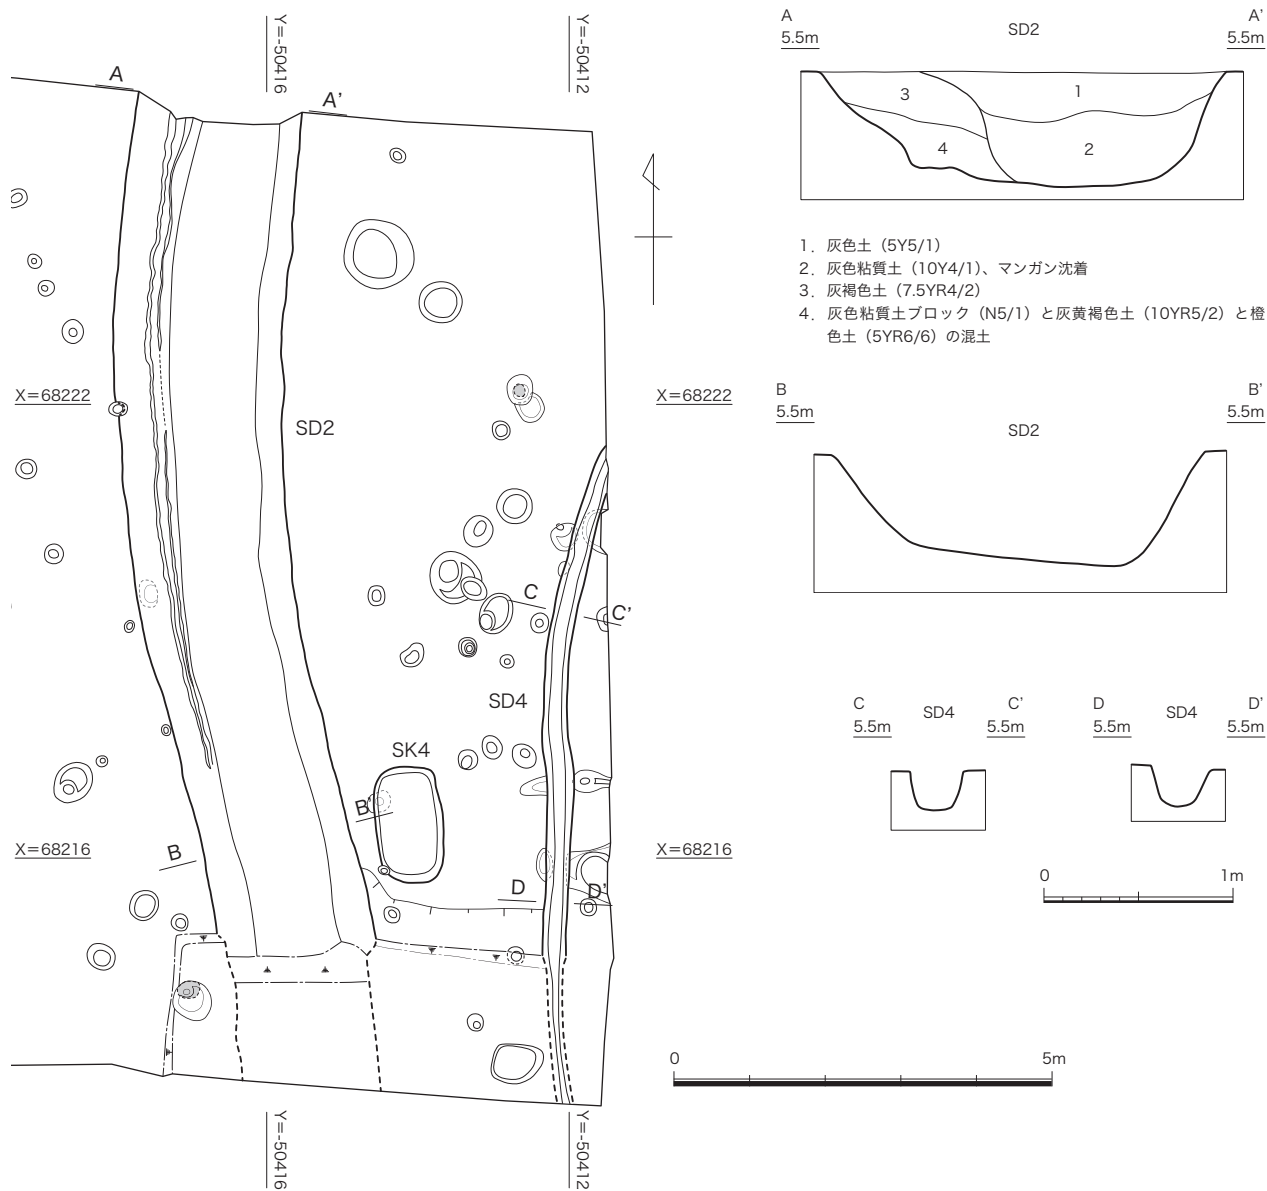 Y=-50416
Y=-50412
A
A’
X=68222
X=68222
SD2
C
C’
SD4
SK4
B’
B
X=68216
X=68216
D
D’
Y=-50416
Y=-50412
A
5.5m
SD2
A’
5.5m
3
1
4
2
1．灰色土（5Y5/1）
2．灰色粘質土（10Y4/1）、マンガン沈着
3．灰褐色土（7.5YR4/2）
4．灰色粘質土ブロック（N5/1）と灰黄褐色土（10YR5/2）と橙
色土（5YR6/6）の混土
B
5.5m
SD2
B’
5.5m
C
5.5m
SD4
C’
5.5m
D
5.5m
SD4
D’
5.5m
0
1m
0
5m